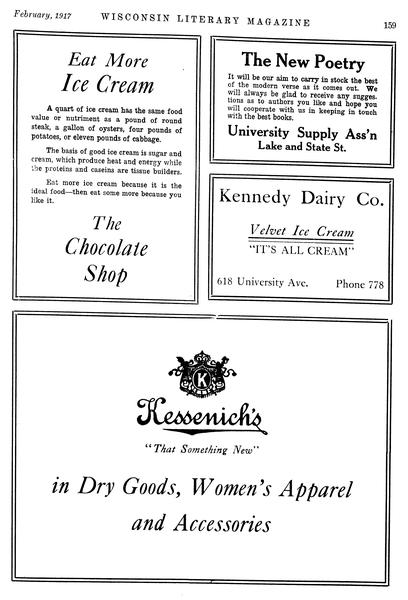 February, 1917 WISCONSIN LITERARY MAGAZINE 159
Eat More
Ice Cream
A quart of ice cream has the same food
value or nutriment as a pound of round
steak, a gallon of oysters, four pounds of
potatoes, or eleven pounds of cabbage.
The basis of good ice cream is sugar and
cream, which produce heat and energy while
the proteins and caseins are tissue builders.
Eat more ice cream because it is the
ideal food—then eat some more because you
like it.
The
Chocolate
Shop
The New Poetry
It will be our aim to carry in stock the best
of the modern verse as it comes out. We
will always be glad to receive any sugges-
tions as to authors you like and hope you
will cooperate with us in keeping in touch
with the best books.
University Supply Ass'n
Lake and State St.
Kennedy Dairy Co.
Velvet Ice Cream
"IT'S ALL CREAM"
618 University Ave. Phone 778
K
Kessenich's
"That Something New"
in Dry Goods, Women's Apparel
and Accessories